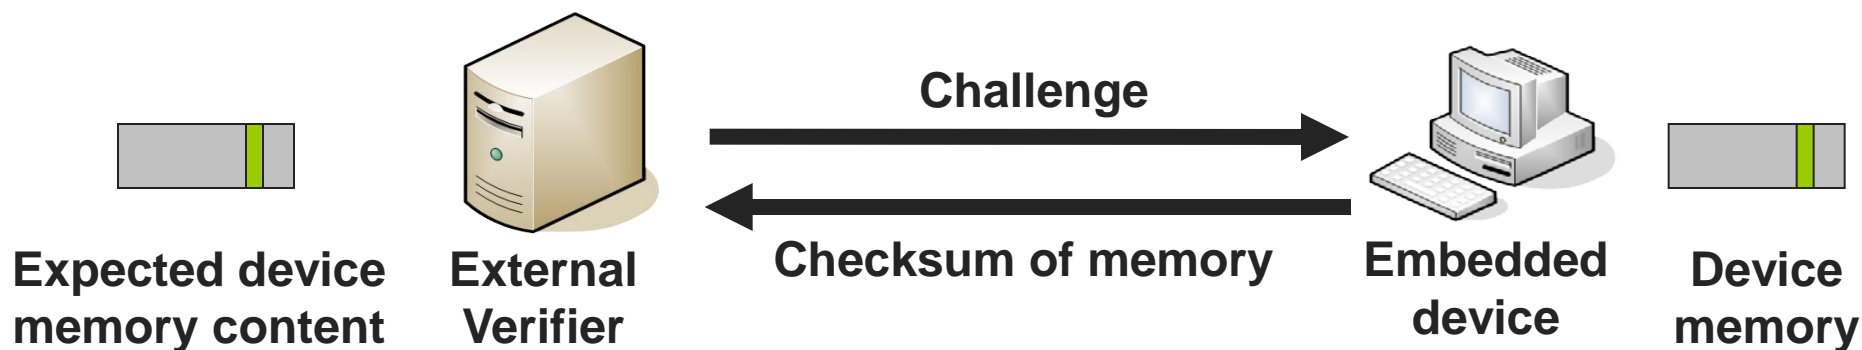 Challenge
Checksum of memory
Expected device
memory content
External
Verifier
Embedded
device
Device
memory